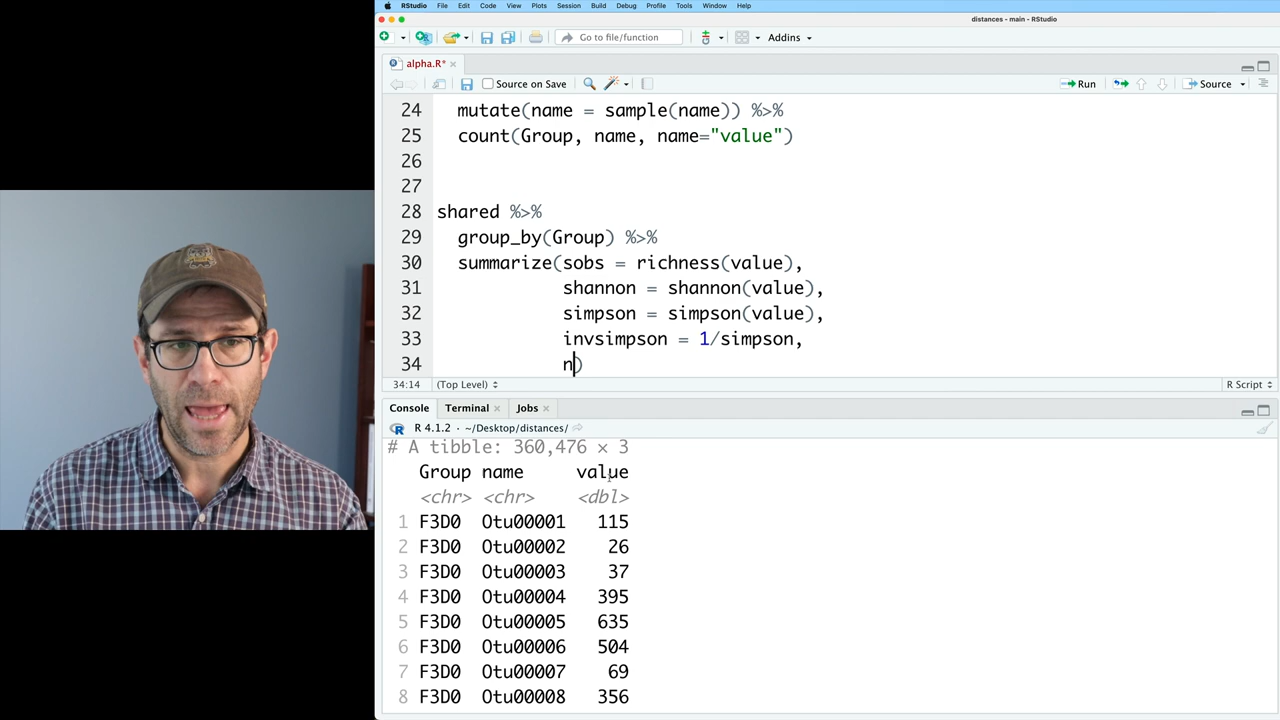 RStudio File Edit Code View Plots Session Build Debug Profile Tools Window Help
distances - main - RStudio
Go to file/function Addins
alpha.R*
Source on Save Run Source
24 mutate(name = sample(name)) %>%
25 count(Group, name, name="value")
26
27
28 shared %>%
29 group_by(Group) %>%
30 summarize(sobs = richness(value),
31 shannon = shannon(value),
32 simpson = simpson(value),
33 invsimpson = 1/simpson,
34 n)
34:14 (Top Level) R Script
Console Terminal Jobs
R 4.1.2 · ~/Desktop/distances/
# A tibble: 360,476 × 3
Group name value
<chr> <chr> <dbl>
1 F3D0 Otu00001 115
2 F3D0 Otu00002 26
3 F3D0 Otu00003 37
4 F3D0 Otu00004 395
5 F3D0 Otu00005 635
6 F3D0 Otu00006 504
7 F3D0 Otu00007 69
8 F3D0 Otu00008 356